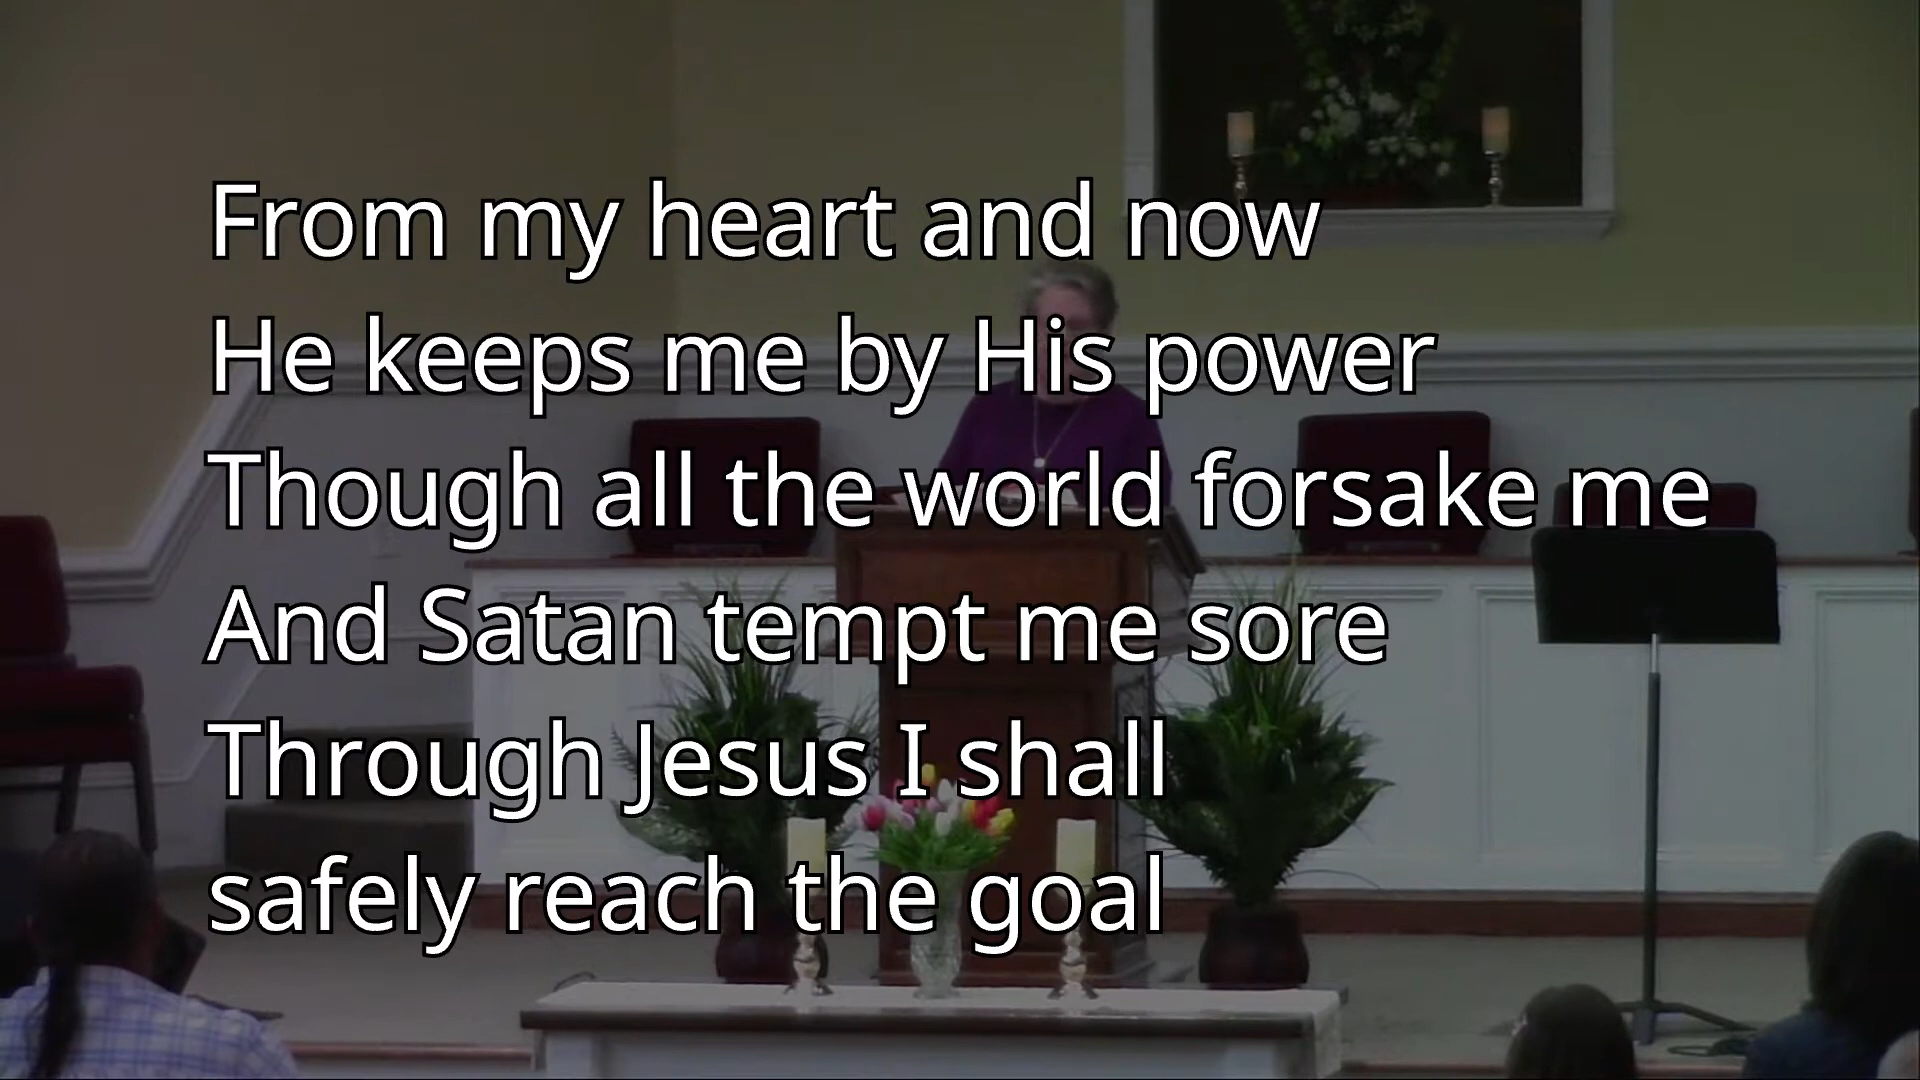 From my heart and now
He keeps me by His power
Though all the world forsake me
And Satan tempt me sore
Through Jesus I shall
safely reach the goal